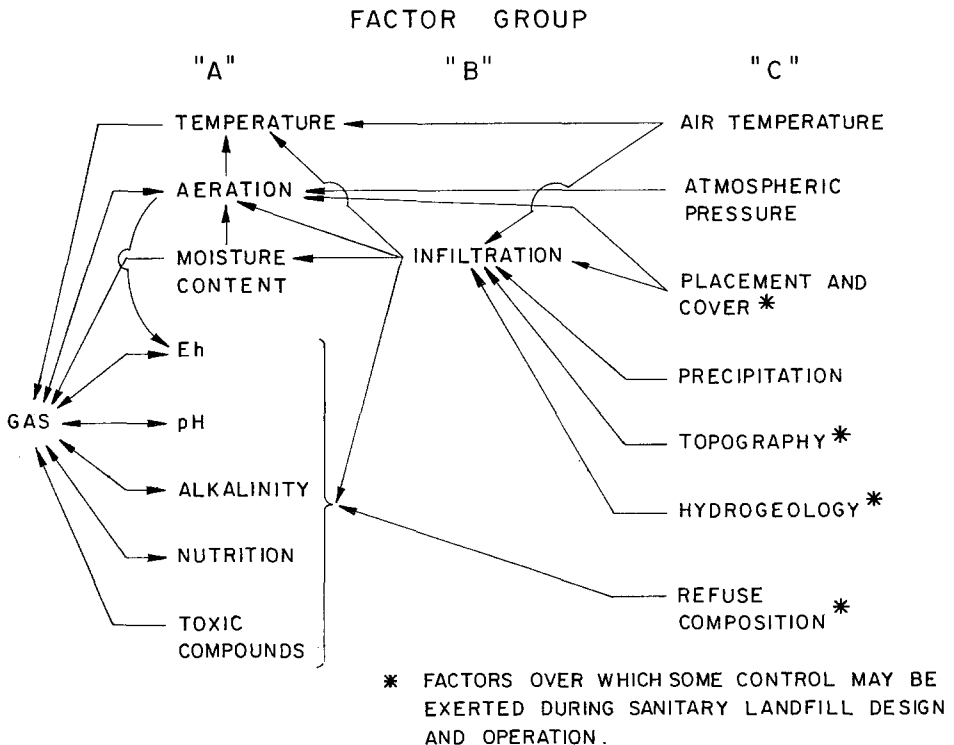 FACTOR GROUP
"A" "B" "C"
TEMPERATURE AIR TEMPERATURE
AERATION ATMOSPHERIC
PRESSURE
MOISTURE
CONTENT
INFILTRATION
PLACEMENT AND
COVER *
Eh
PRECIPITATION
GAS pH
TOPOGRAPHY *
ALKALINITY
HYDROGEOLOGY *
NUTRITION
REFUSE
COMPOSITION *
TOXIC
COMPOUNDS
* FACTORS OVER WHICH SOME CONTROL MAY BE
EXERTED DURING SANITARY LANDFILL DESIGN
AND OPERATION.